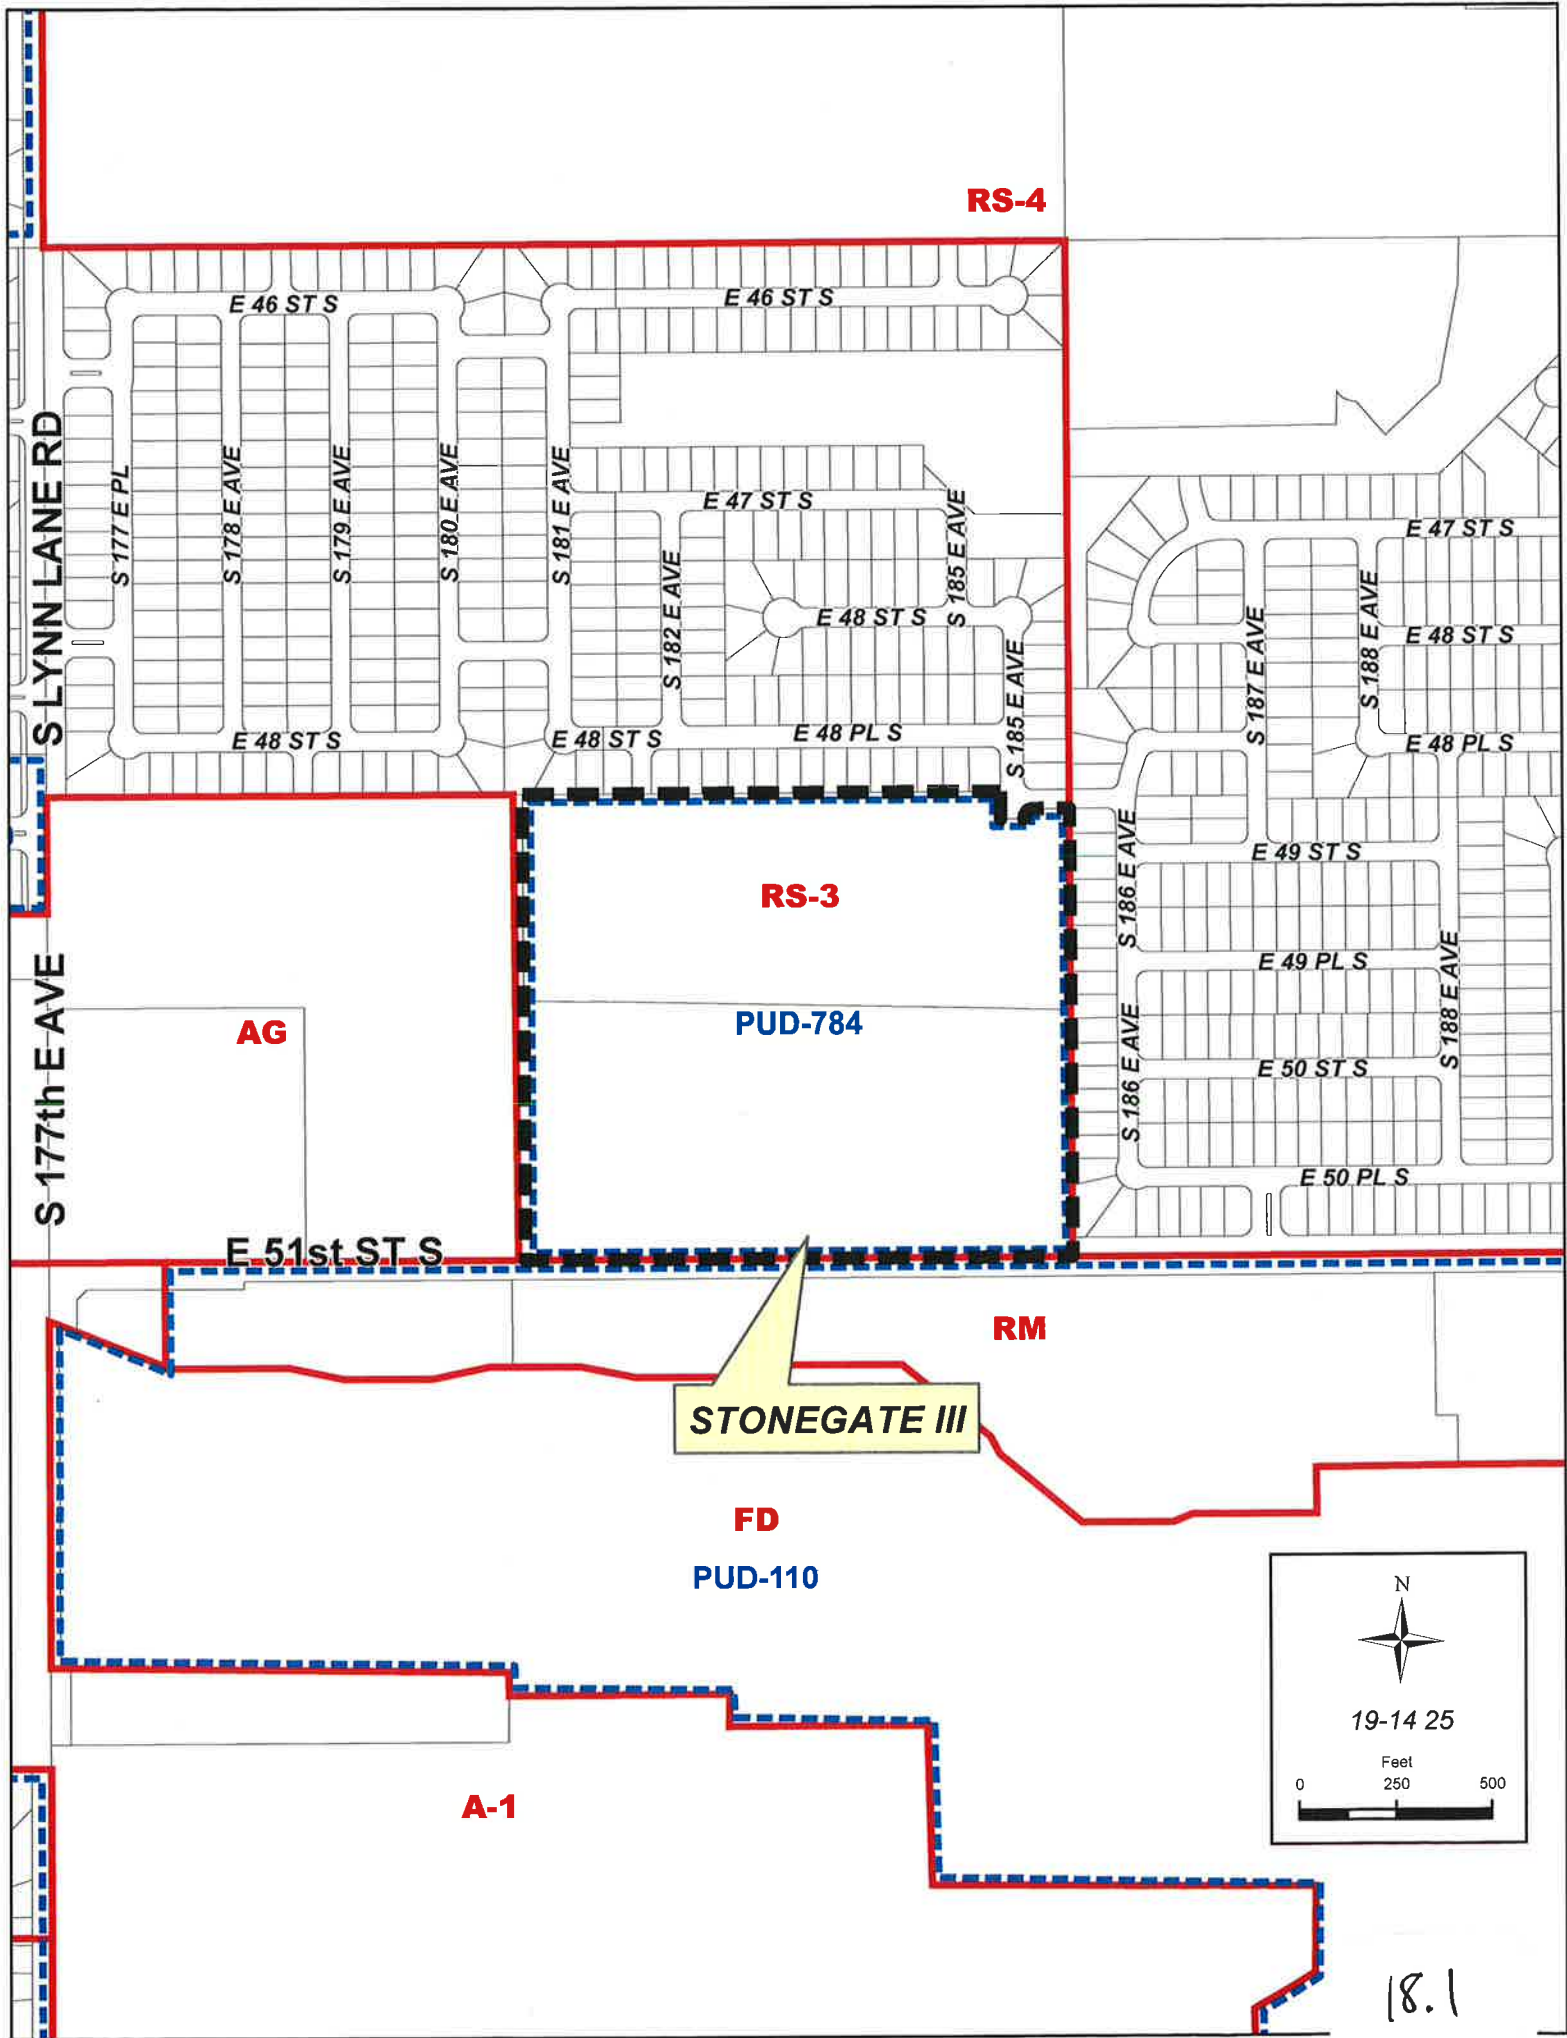 RS-4
E 46 ST S
E 46 ST S
S LYNN LANE RD
S 177 E PL
S 178 E AVE
S 179 E AVE
S 180 E AVE
S 181 E AVE
E 47 ST S
S 182 E AVE
S 185 E AVE
E 48 ST S
S 185 E AVE
E 48 ST S
E 48 ST S
E 48 PL S
E 47 ST S
S 187 E AVE
S 188 E AVE
E 48 ST S
E 48 PL S
RS-3
PUD-784
AG
S 177th E AVE
E 51st ST S
S 186 E AVE
E 49 ST S
E 49 PL S
S 188 E AVE
S 186 E AVE
E 50 ST S
E 50 PL S
RM
STONEGATE III
FD
PUD-110
A-1
N
19-14 25
Feet
0 250 500
18.1